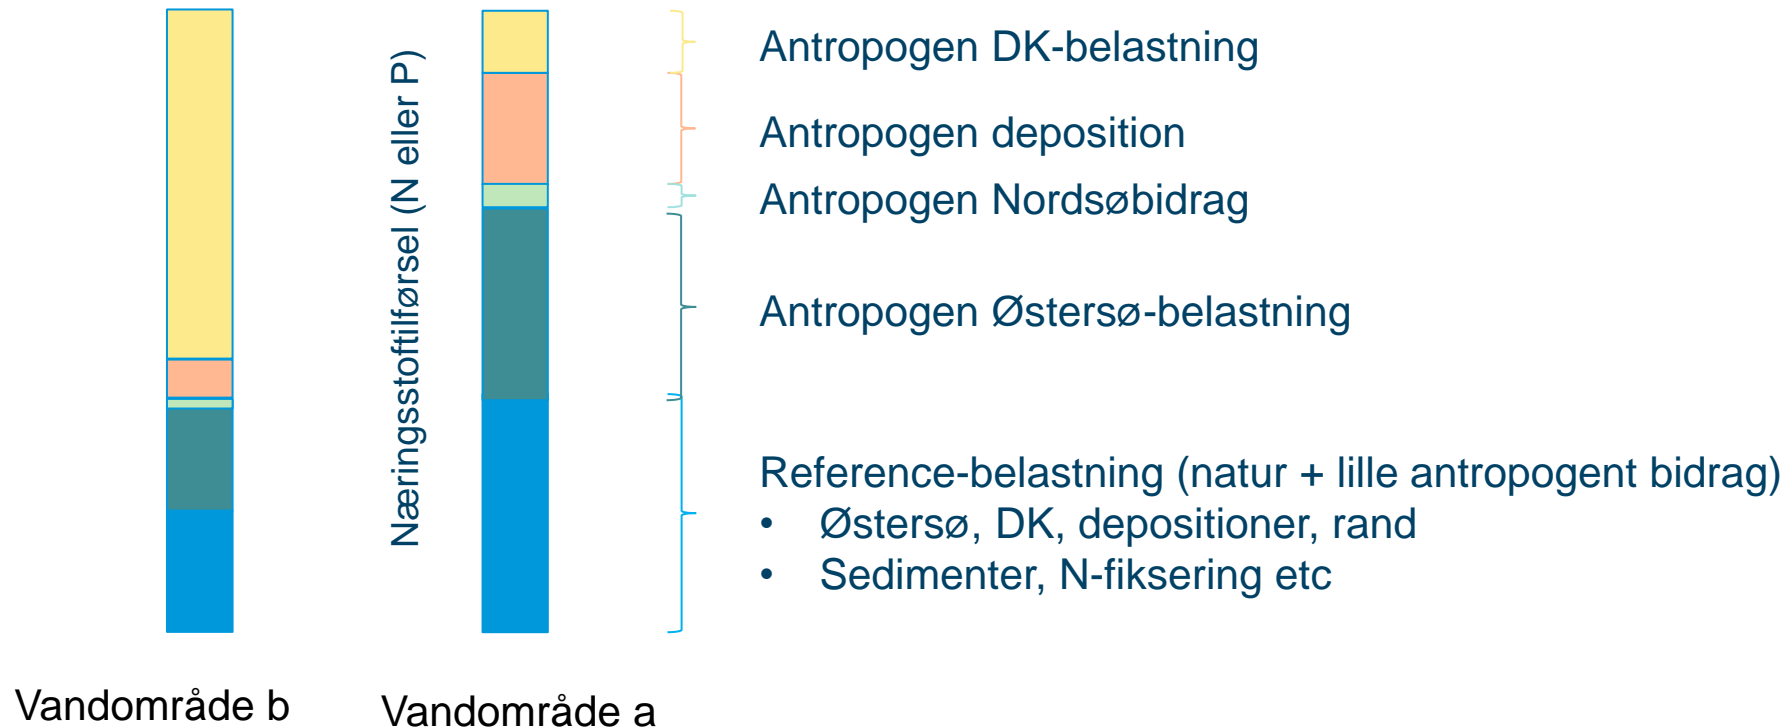 Næringsstoftilførsel (N eller P)
Antropogen DK-belastning
Antropogen deposition
Antropogen Nordsøbidrag
Antropogen Østersø-belastning
Reference-belastning (natur + lille antropogent bidrag)
• Østersø, DK, depositioner, rand
• Sedimenter, N-fiksering etc
Vandområde b
Vandområde a